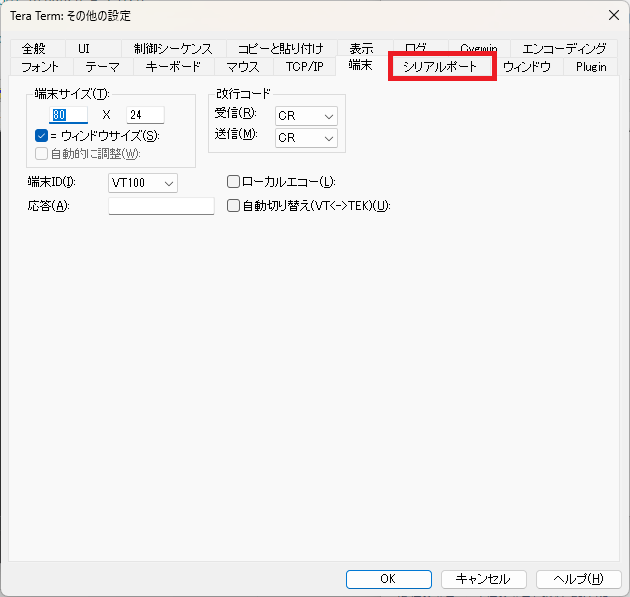 Tera Term: その他の設定
全般 UI 制御シーケンス コピーと貼り付け 表示 ログ Cygwin エンコーディング
フォント テーマ キーボード マウス TCP/IP 端末 シリアルポート ウィンドウ Plugin
端末サイズ(T):
80 X 24
= ウィンドウサイズ(S):
自動的に調整(W):
改行コード
受信(R): CR
送信(M): CR
端末ID(I): VT100
ローカルエコー(L):
応答(A):
自動切り替え(VT<->TEK)(U):
OK キャンセル ヘルプ(H)